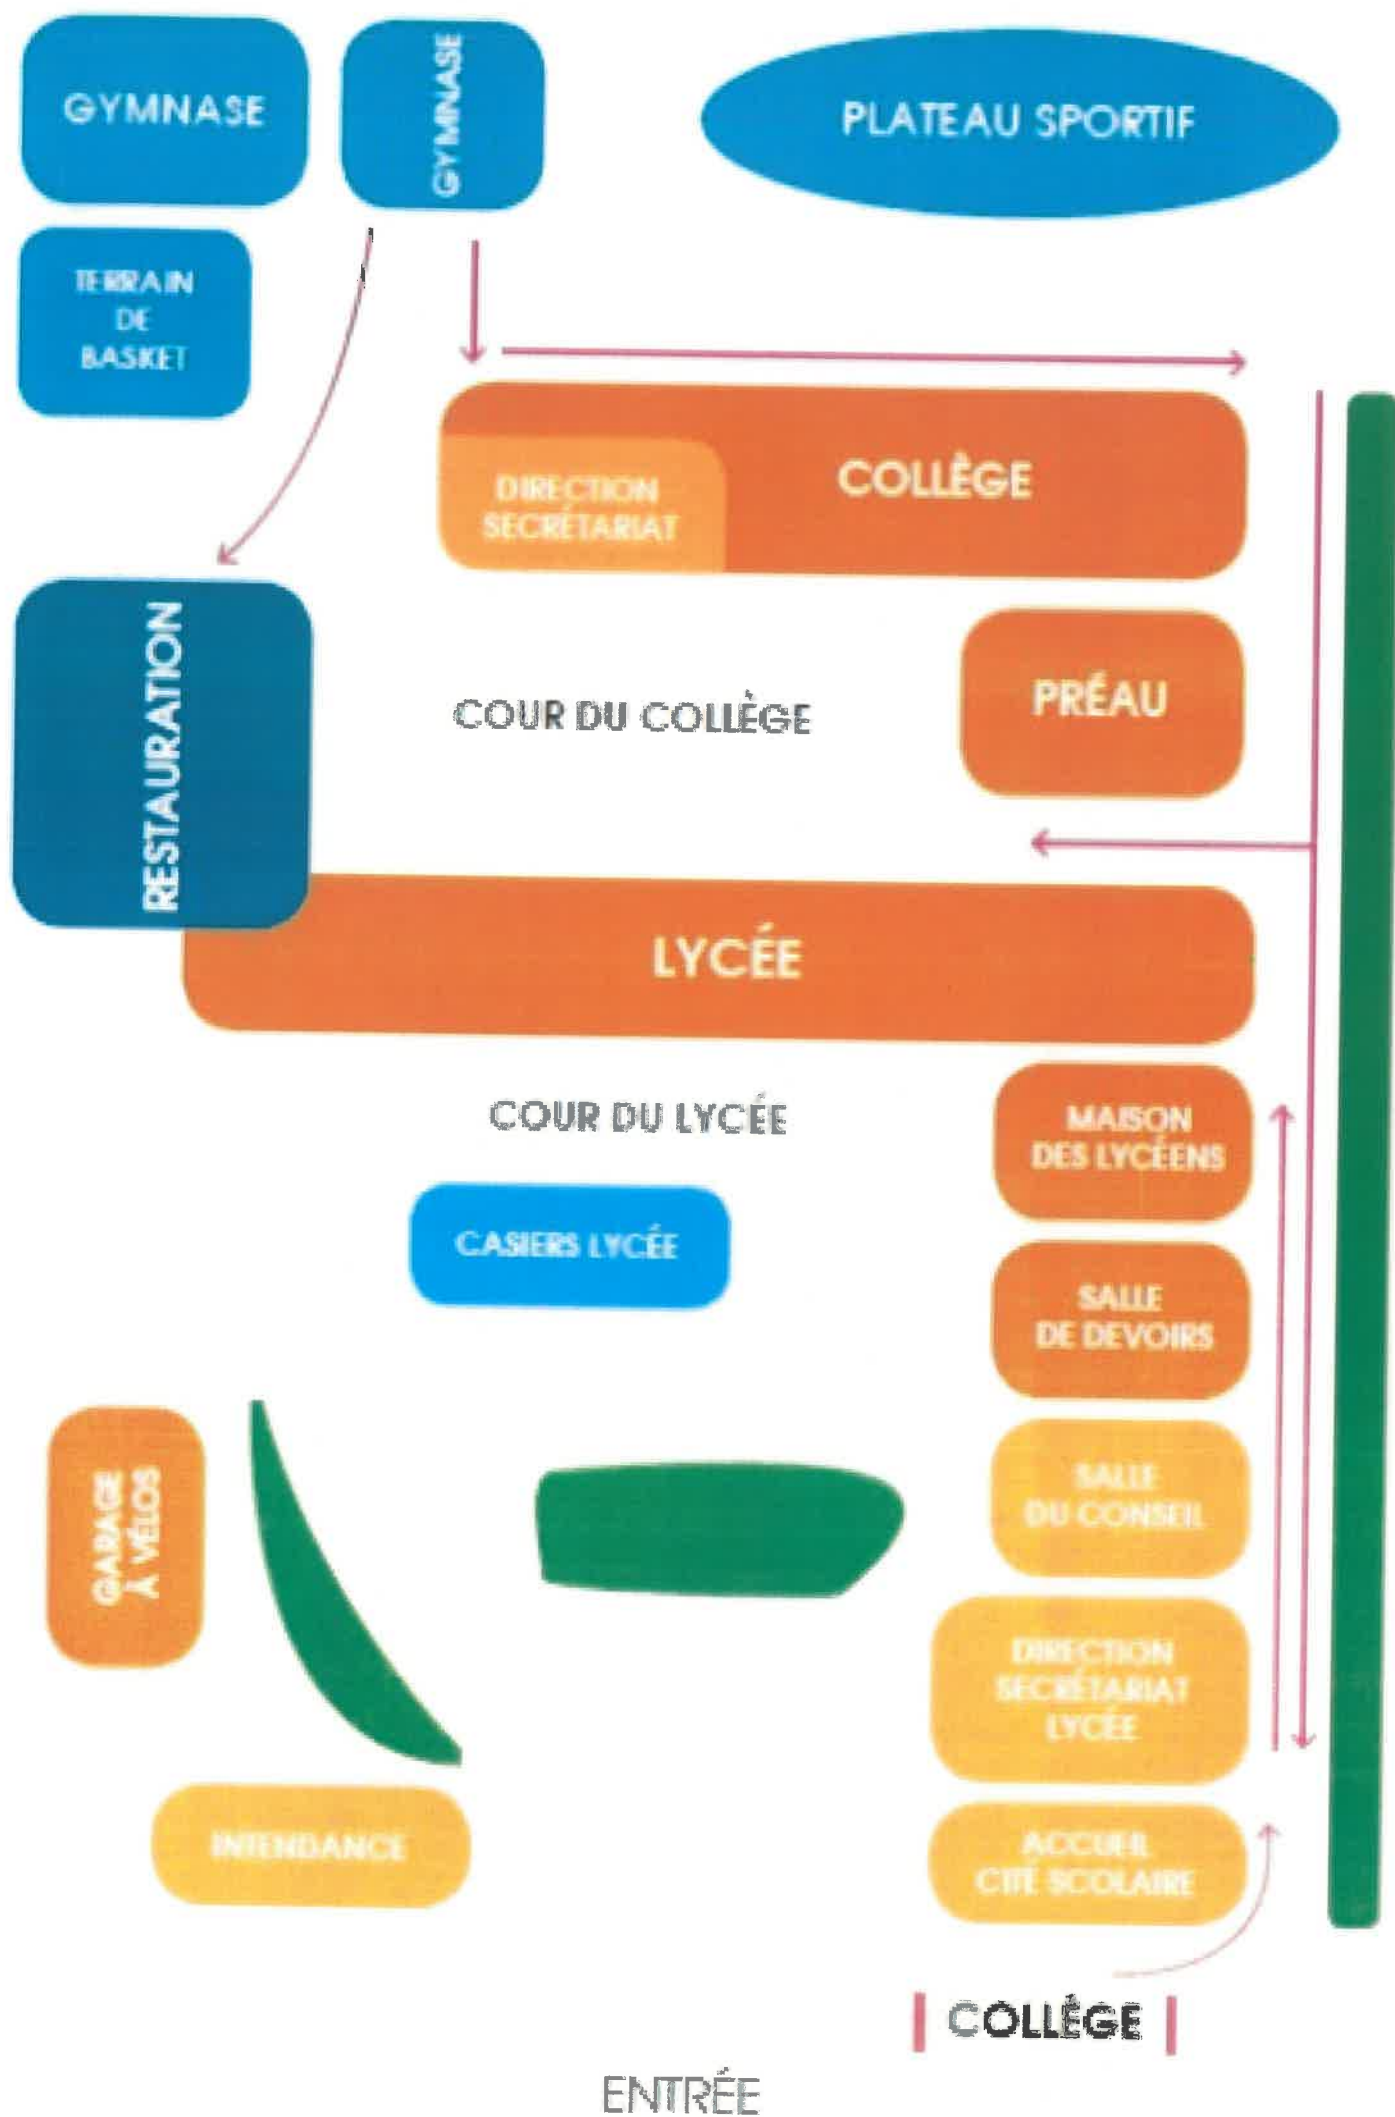 GYMNASE
GYMNASE
PLATEAU SPORTIF
TERRAIN
DE
BASKET
DIRECTION
SECRÉTARIAT
COLLÈGE
RESTAURATION
COUR DU COLLÈGE
PRÉAU
LYCÉE
COUR DU LYCÉE
MAISON
DES LYCÉENS
CASIERS LYCÉE
SALLE
DE DEVOIRS
GARAGE
À VÉLOS
SALLE
DU CONSEIL
DIRECTION
SECRÉTARIAT
LYCÉE
INTENDANCE
ACCUEIL
CITÉ SCOLAIRE
COLLÉGE
ENTRÉE